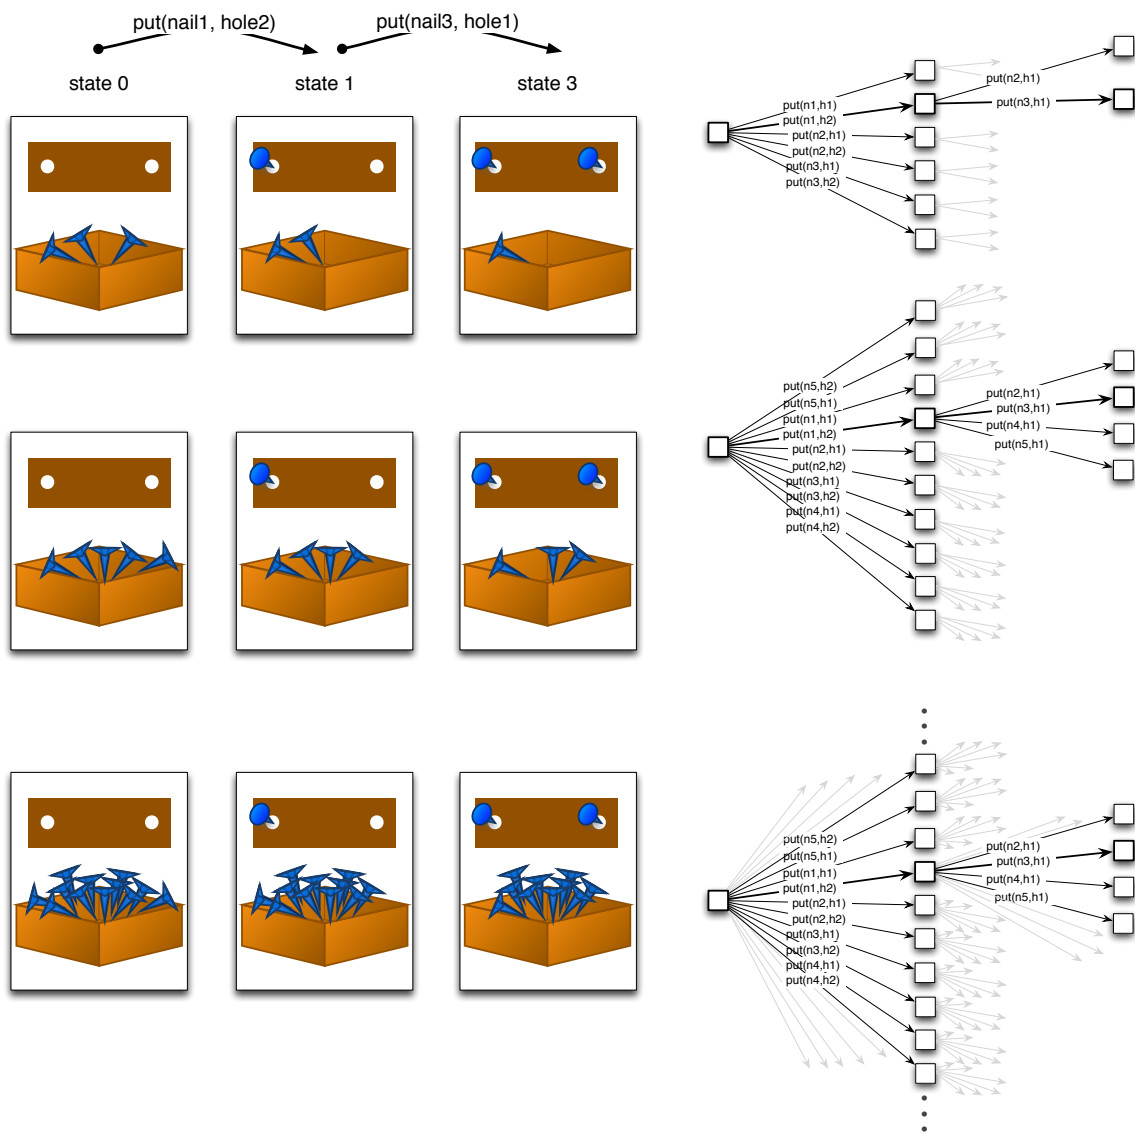 put(nail1, hole2)
put(nail3, hole1)
state 0
state 1
state 3
put(n1,h1)
put(n1,h2)
put(n2,h1)
put(n2,h2)
put(n3,h1)
put(n3,h2)
put(n2,h1)
put(n3,h1)
put(n5,h2)
put(n5,h1)
put(n1,h1)
put(n1,h2)
put(n2,h1)
put(n2,h2)
put(n3,h1)
put(n3,h2)
put(n4,h1)
put(n4,h2)
put(n2,h1)
put(n3,h1)
put(n4,h1)
put(n5,h1)
put(n5,h2)
put(n5,h1)
put(n1,h1)
put(n1,h2)
put(n2,h1)
put(n2,h2)
put(n3,h1)
put(n3,h2)
put(n4,h1)
put(n4,h2)
put(n2,h1)
put(n3,h1)
put(n4,h1)
put(n5,h1)